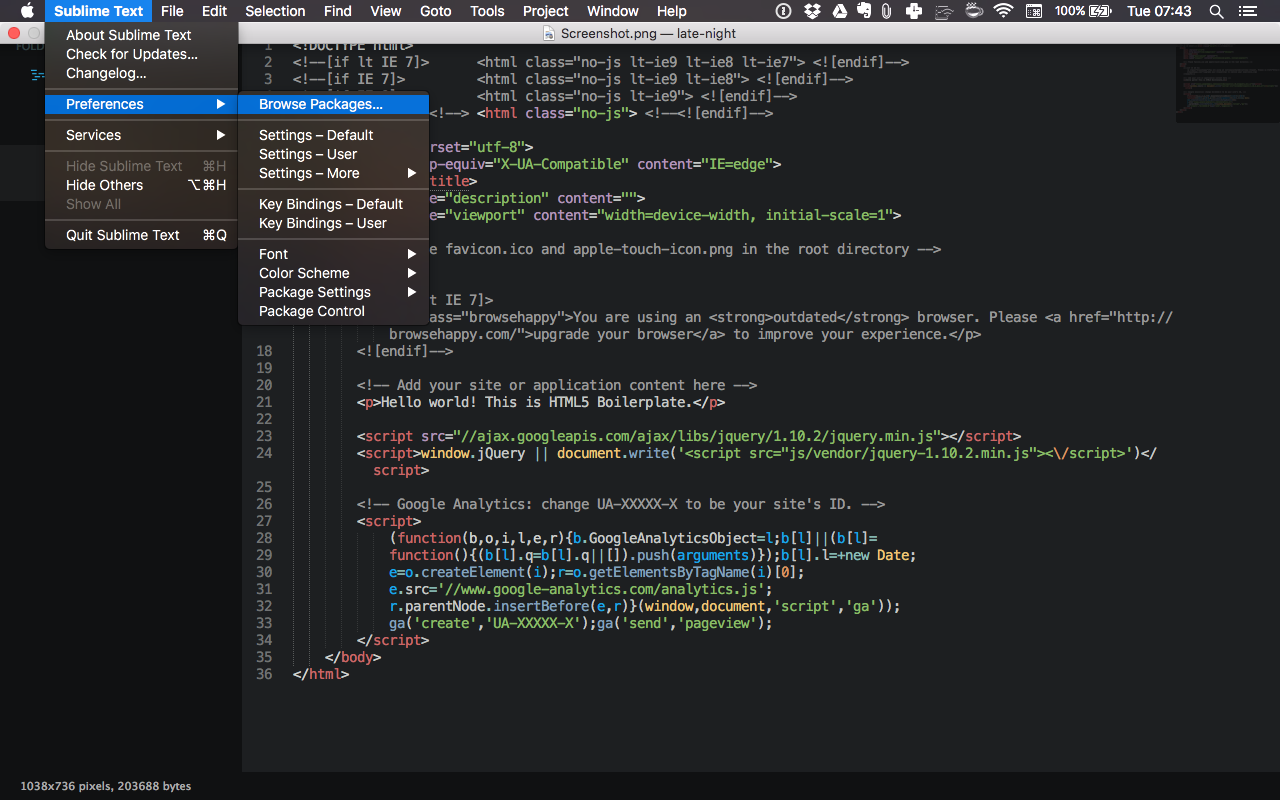 Sublime Text File Edit Selection Find View Goto Tools Project Window Help 100% Tue 07:43
Screenshot.png — late-night
About Sublime Text
Check for Updates...
Changelog...
Preferences
Services
Hide Sublime Text ⌘H
Hide Others ⌥⌘H
Show All
Quit Sublime Text ⌘Q
Browse Packages...
Settings – Default
Settings – User
Settings – More
Key Bindings – Default
Key Bindings – User
Font
Color Scheme
Package Settings
Package Control
FOLD
1 <!DOCTYPE html>
2 <!--[if lt IE 7]> <html class="no-js lt-ie9 lt-ie8 lt-ie7"> <![endif]-->
3 <!--[if IE 7]> <html class="no-js lt-ie9 lt-ie8"> <![endif]-->
<html class="no-js lt-ie9"> <![endif]-->
<!--> <html class="no-js"> <!--<![endif]-->
rset="utf-8">
p-equiv="X-UA-Compatible" content="IE=edge">
title>
e="description" content="">
e="viewport" content="width=device-width, initial-scale=1">
e favicon.ico and apple-touch-icon.png in the root directory -->
t IE 7]>
ass="browsehappy">You are using an <strong>outdated</strong> browser. Please <a href="http://
browsehappy.com/">upgrade your browser</a> to improve your experience.</p>
18 <![endif]-->
19
20 <!-- Add your site or application content here -->
21 <p>Hello world! This is HTML5 Boilerplate.</p>
22
23 <script src="//ajax.googleapis.com/ajax/libs/jquery/1.10.2/jquery.min.js"></script>
24 <script>window.jQuery || document.write('<script src="js/vendor/jquery-1.10.2.min.js"><\/script>')</
script>
25
26 <!-- Google Analytics: change UA-XXXXX-X to be your site's ID. -->
27 <script>
28 (function(b,o,i,l,e,r){b.GoogleAnalyticsObject=l;b[l]||(b[l]=
29 function(){(b[l].q=b[l].q||[]).push(arguments)});b[l].l=+new Date;
30 e=o.createElement(i);r=o.getElementsByTagName(i)[0];
31 e.src='//www.google-analytics.com/analytics.js';
32 r.parentNode.insertBefore(e,r)}(window,document,'script','ga'));
33 ga('create','UA-XXXXX-X');ga('send','pageview');
34 </script>
35 </body>
36 </html>
1038x736 pixels, 203688 bytes